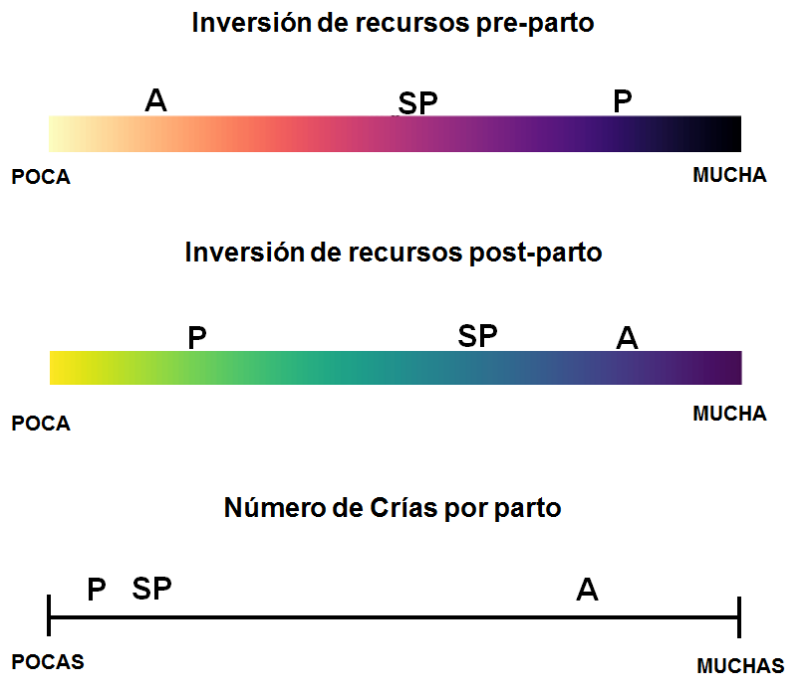 Inversión de recursos pre-parto
A SP P
POCA MUCHA
Inversión de recursos post-parto
P SP A
POCA MUCHA
Número de Crías por parto
P SP A
POCAS MUCHAS